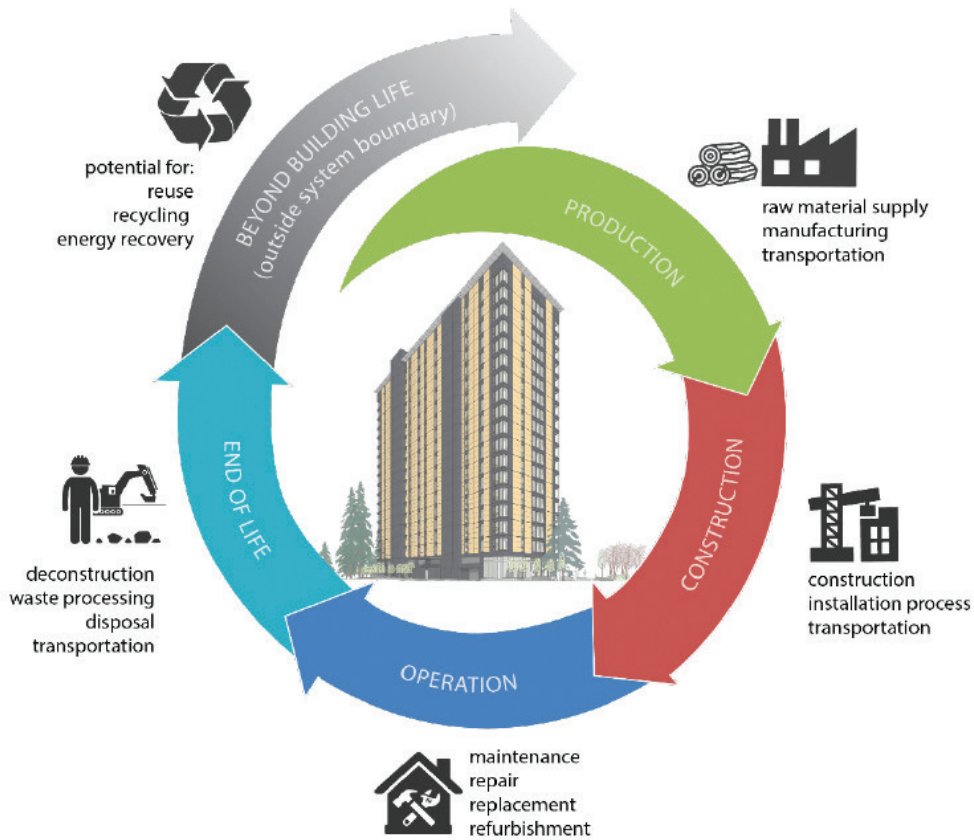 BEYOND BUILDING LIFE
(outside system boundary)
potential for:
reuse
recycling
energy recovery
PRODUCTION
raw material supply
manufacturing
transportation
CONSTRUCTION
construction
installation process
transportation
OPERATION
maintenance
repair
replacement
refurbishment
END OF LIFE
deconstruction
waste processing
disposal
transportation